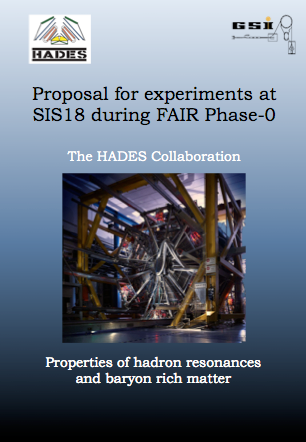 HADES
GSI
Proposal for experiments at
SIS18 during FAIR Phase-0
The HADES Collaboration
Properties of hadron resonances
and baryon rich matter